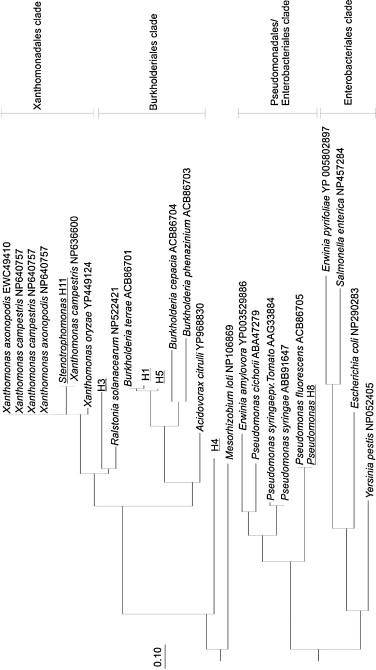 Xanthomonadales clade
Burkholderiales clade
Pseudomonadales/
Enterobacteriales clade
Enterobacteriales clade
Xanthomonas axonopodis EWC49410
Xanthomonas campestris NP640757
Xanthomonas campestris NP640757
Xanthomonas axonopodis NP640757
Stenotrophomonas H11
Xanthomonas campestris NP636600
Xanthomonas oryzae YP449124
H3
Ralstonia solanacearum NP522421
Burkholderia terrae ACB86701
H1
H5
Burkholderia cepacia ACB86704
Burkholderia phenazinium ACB86703
Acidovorax citrulli YP968830
H4
Mesorhizobium loti NP106869
Erwinia amylovora YP003529886
Pseudomonas cichorii ABA47279
Pseudomonas syringaepv.Tomato AAG33884
Pseudomonas syringae ABB91647
Pseudomonas fluorescens ACB86705
Pseudomonas H8
Erwinia pyrifoliae YP 005802897
Salmonella enterica NP457284
Escherichia coli NP290283
Yersinia pestis NP052405
0.10